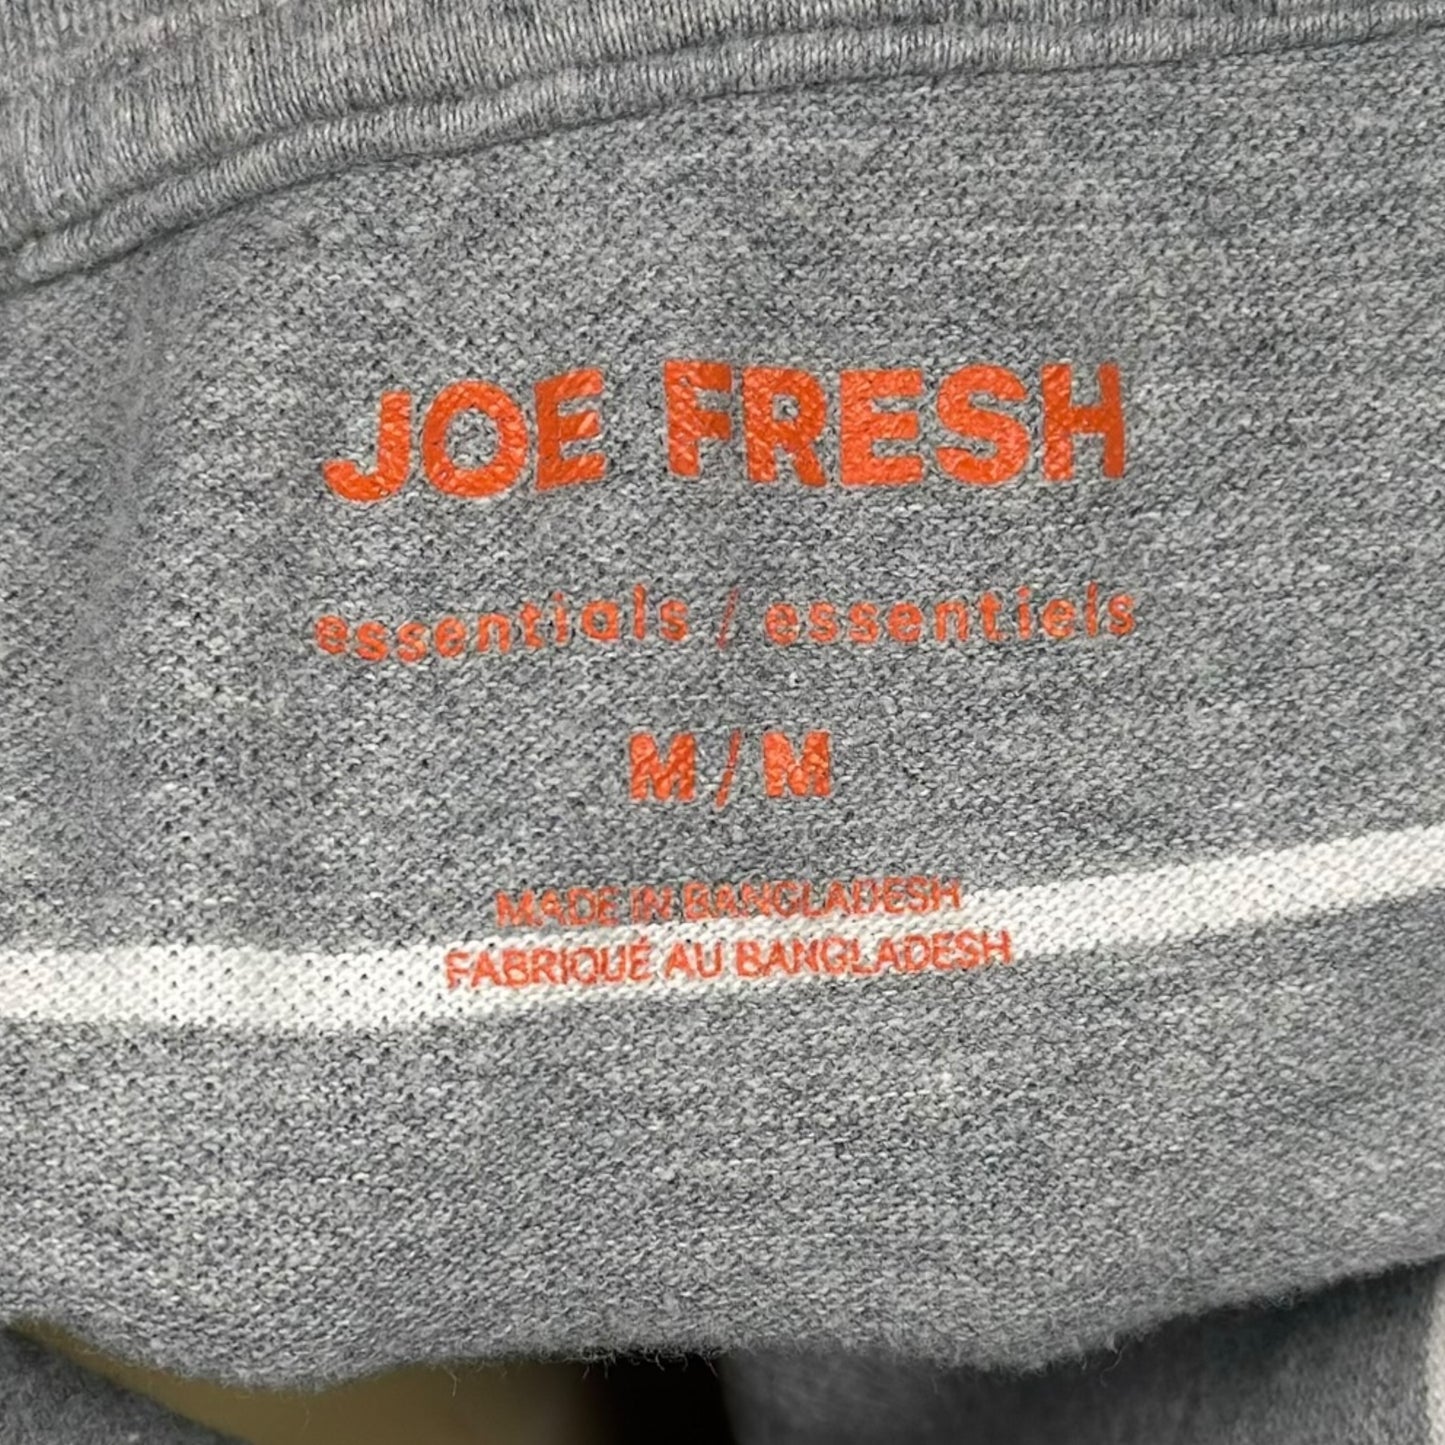 JOE FRESH
essentials / essentiels
M / M
MADE IN BANGLADESH
FABRIQUÉ AU BANGLADESH